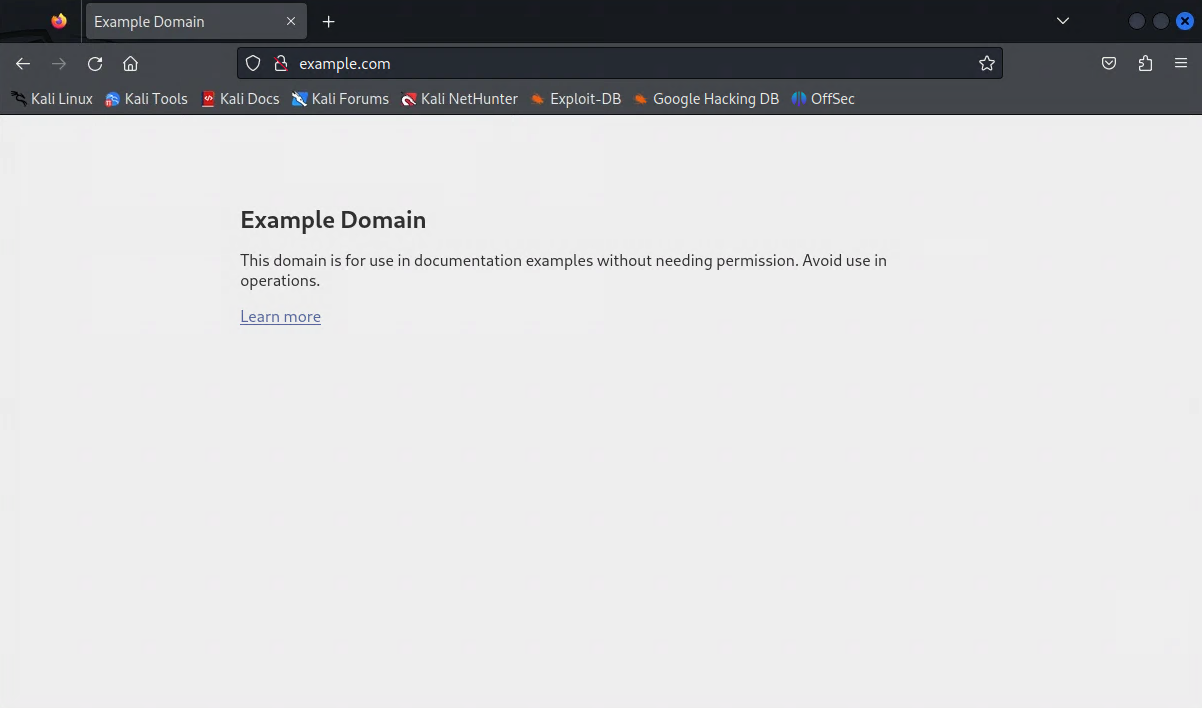 Example Domain
example.com
Kali Linux Kali Tools Kali Docs Kali Forums Kali NetHunter Exploit-DB Google Hacking DB OffSec
Example Domain
This domain is for use in documentation examples without needing permission. Avoid use in
operations.
Learn more